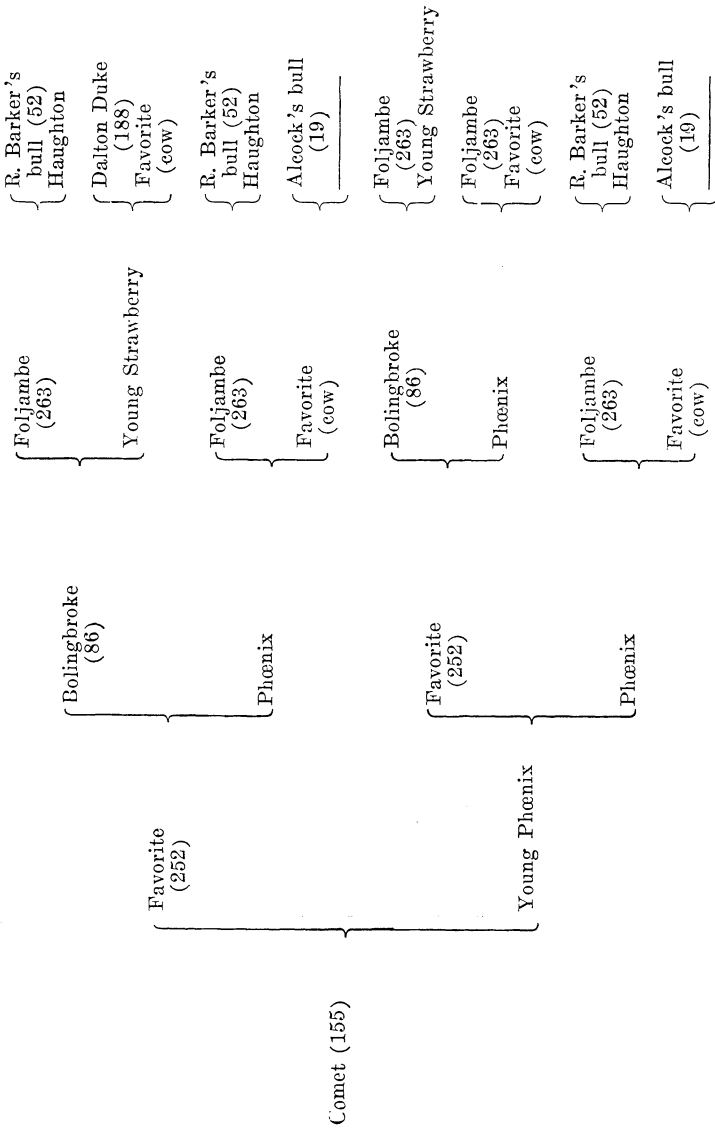 Comet (155)
Favorite
(252)
Young Phœnix
Bolingbroke
(86)
Phœnix
Favorite
(252)
Phœnix
Foljambe
(263)
Young Strawberry
Foljambe
(263)
Favorite
(cow)
Bolingbroke
(86)
Phœnix
Foljambe
(263)
Favorite
(cow)
R. Barker's
bull (52)
Haughton
Dalton Duke
(188)
Favorite
(cow)
R. Barker's
bull (52)
Haughton
Alcock's bull
(19)
Foljambe
(263)
Young Strawberry
Foljambe
(263)
Favorite
(cow)
R. Barker's
bull (52)
Haughton
Alcock's bull
(19)